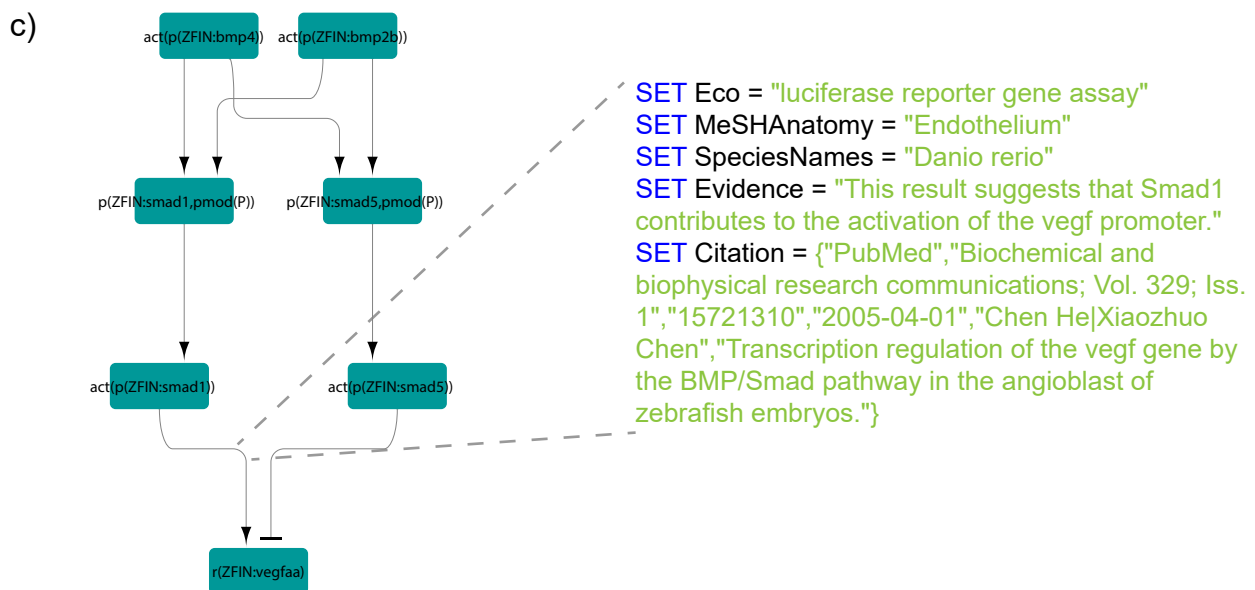 c)
act(p(ZFIN:bmp4))
act(p(ZFIN:bmp2b))
p(ZFIN:smad1,pmod(P))
p(ZFIN:smad5,pmod(P))
act(p(ZFIN:smad1))
act(p(ZFIN:smad5))
r(ZFIN:vegfaa)
SET Eco = "luciferase reporter gene assay"
SET MeSHAnatomy = "Endothelium"
SET SpeciesNames = "Danio rerio"
SET Evidence = "This result suggests that Smad1
contributes to the activation of the vegf promoter."
SET Citation = {"PubMed","Biochemical and
biophysical research communications; Vol. 329; Iss.
1","15721310","2005-04-01","Chen He|Xiaozhuo
Chen","Transcription regulation of the vegf gene by
the BMP/Smad pathway in the angioblast of
zebrafish embryos."}